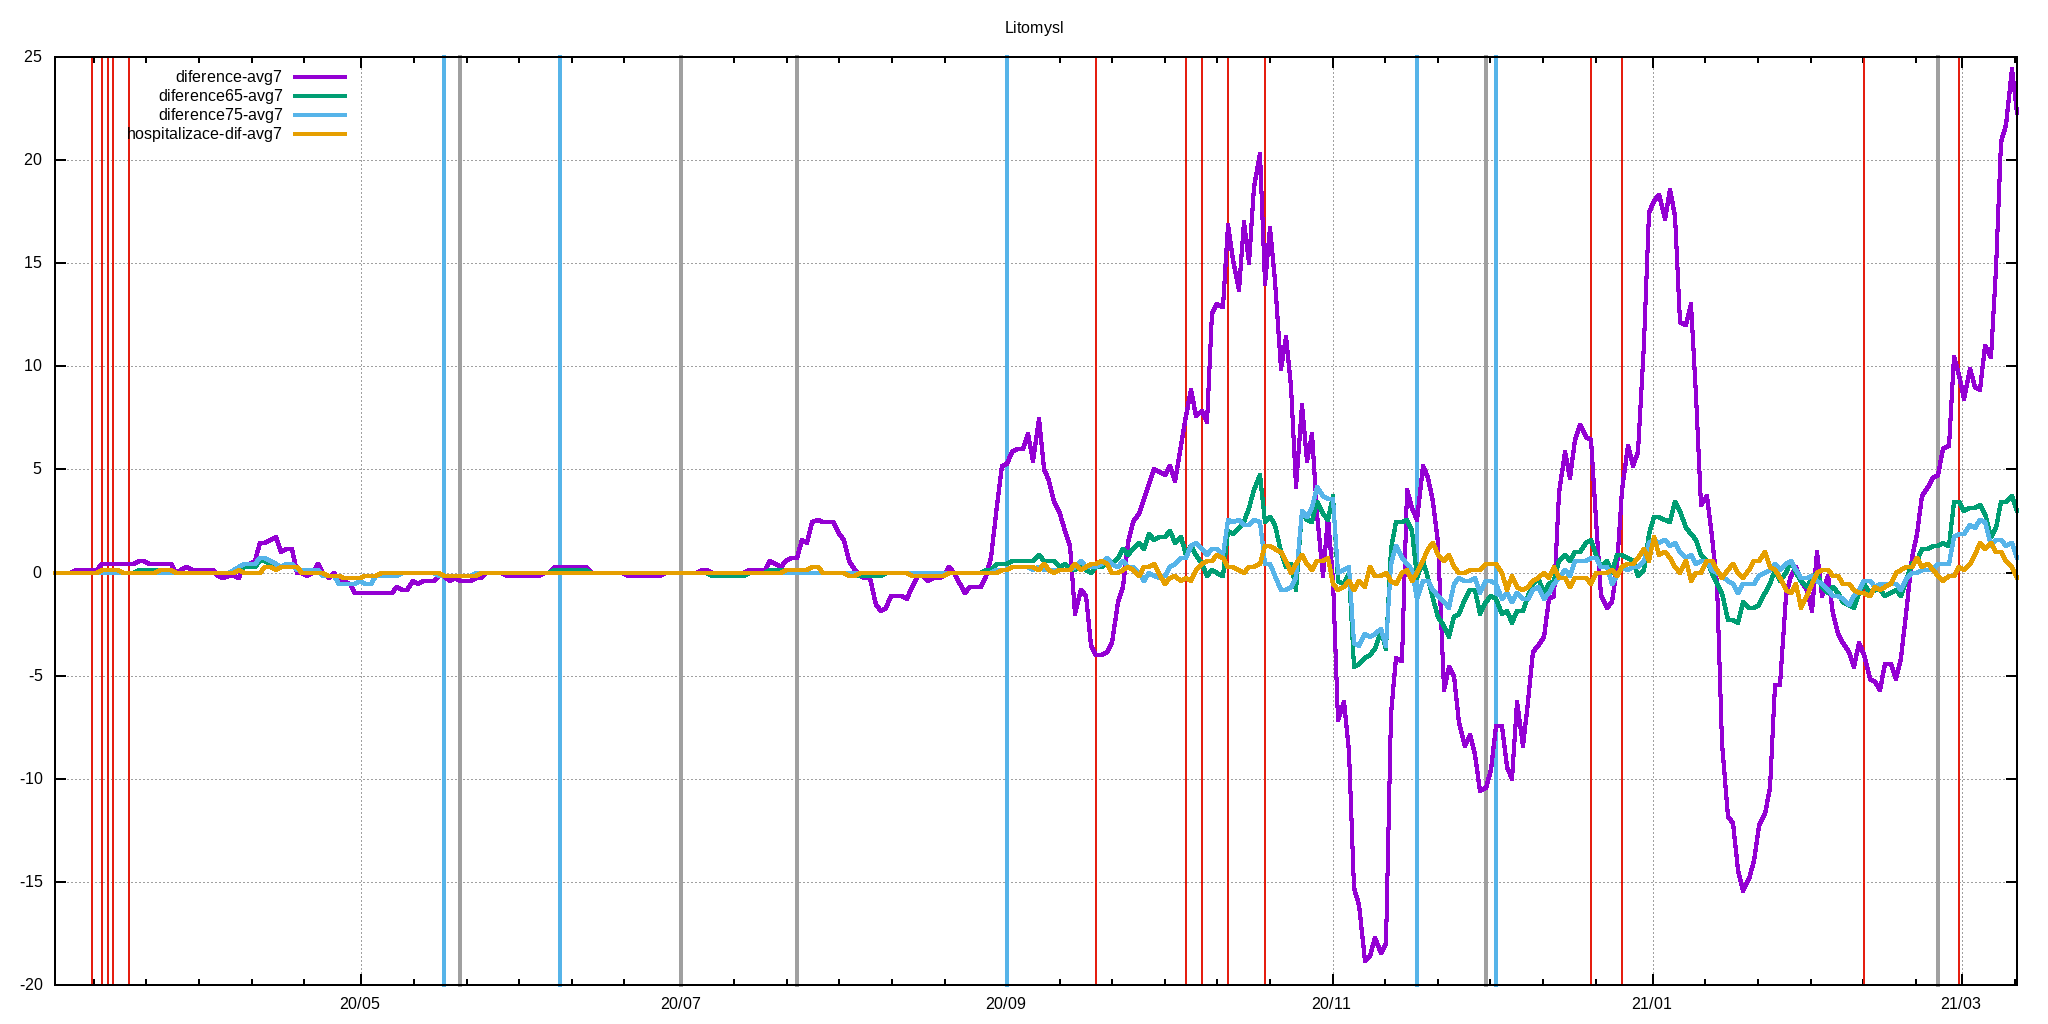 Litomysl
25
diference-avg7
diference65-avg7
diference75-avg7
hospitalizace-dif-avg7
20
15
10
5
0
-5
-10
-15
-20
20/05 20/07 20/09 20/11 21/01 21/03